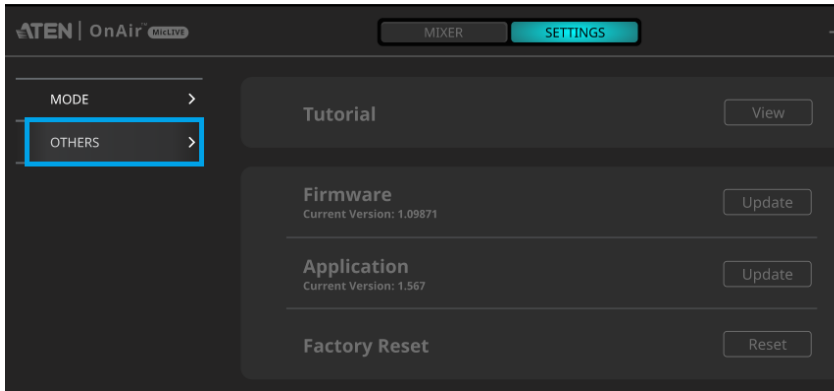 ATEN | OnAir™ MicLIVE
MIXER
SETTINGS
MODE
OTHERS
Tutorial
View
Firmware
Current Version: 1.09871
Update
Application
Current Version: 1.567
Update
Factory Reset
Reset